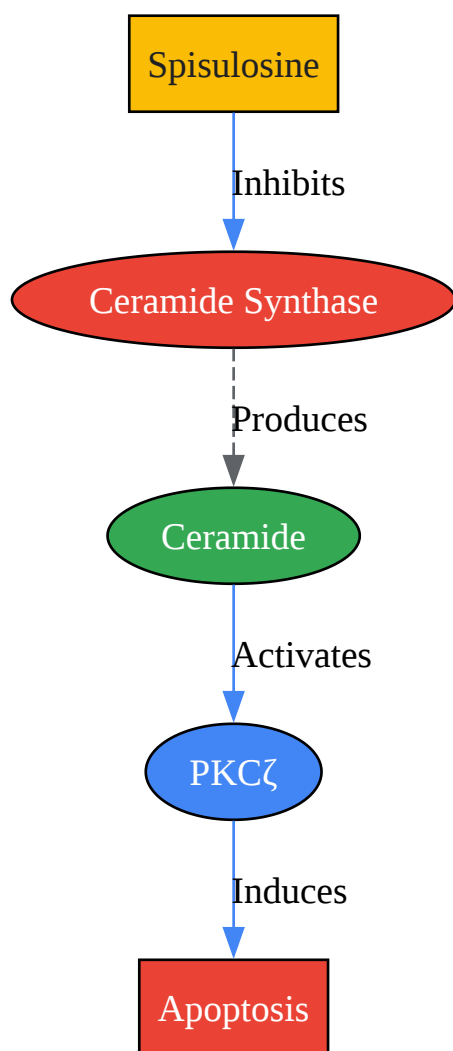 Spisulosine
Inhibits
Ceramide Synthase
Produces
Ceramide
Activates
PKCζ
Induces
Apoptosis